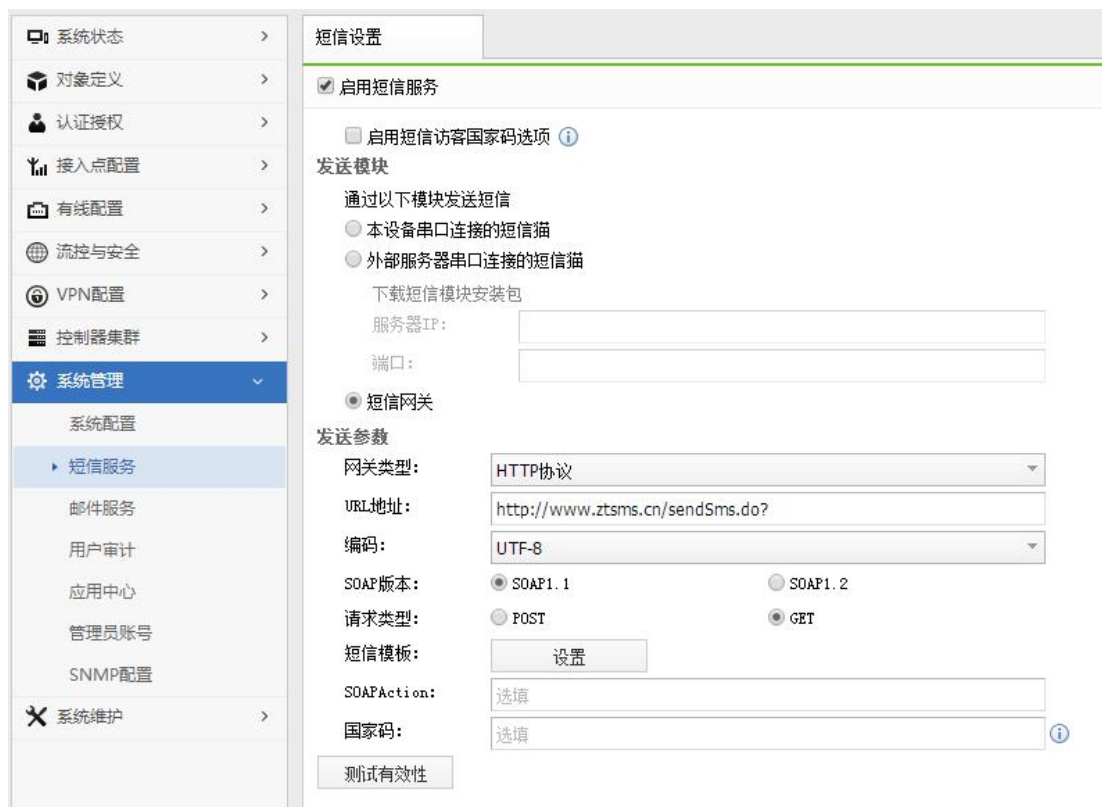 系统状态
对象定义
认证授权
接入点配置
有线配置
流控与安全
VPN配置
控制器集群
系统管理
系统配置
短信服务
邮件服务
用户审计
应用中心
管理员账号
SNMP配置
系统维护
短信设置
启用短信服务
启用短信访客国家码选项
发送模块
通过以下模块发送短信
本设备串口连接的短信猫
外部服务器串口连接的短信猫
下载短信模块安装包
服务器IP:
端口:
短信网关
发送参数
网关类型: HTTP协议
URL地址: http://www.ztsms.cn/sendSms.do?
编码: UTF-8
SOAP版本: SOAP1.1 SOAP1.2
请求类型: POST GET
短信模板: 设置
SOAPAction: 选填
国家码: 选填
测试有效性